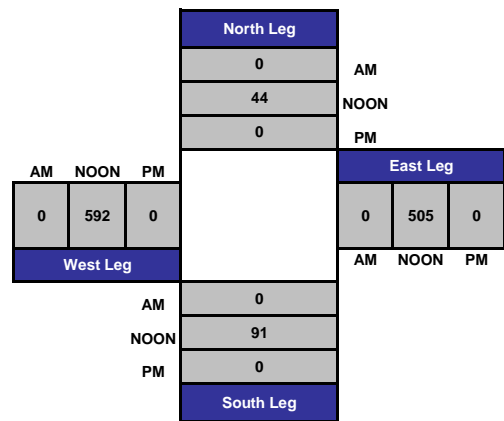 North Leg
0 AM
44 NOON
0 PM
East Leg
AM NOON PM
0 592 0
0 505 0
West Leg
AM NOON PM
AM 0
NOON 91
PM 0
South Leg